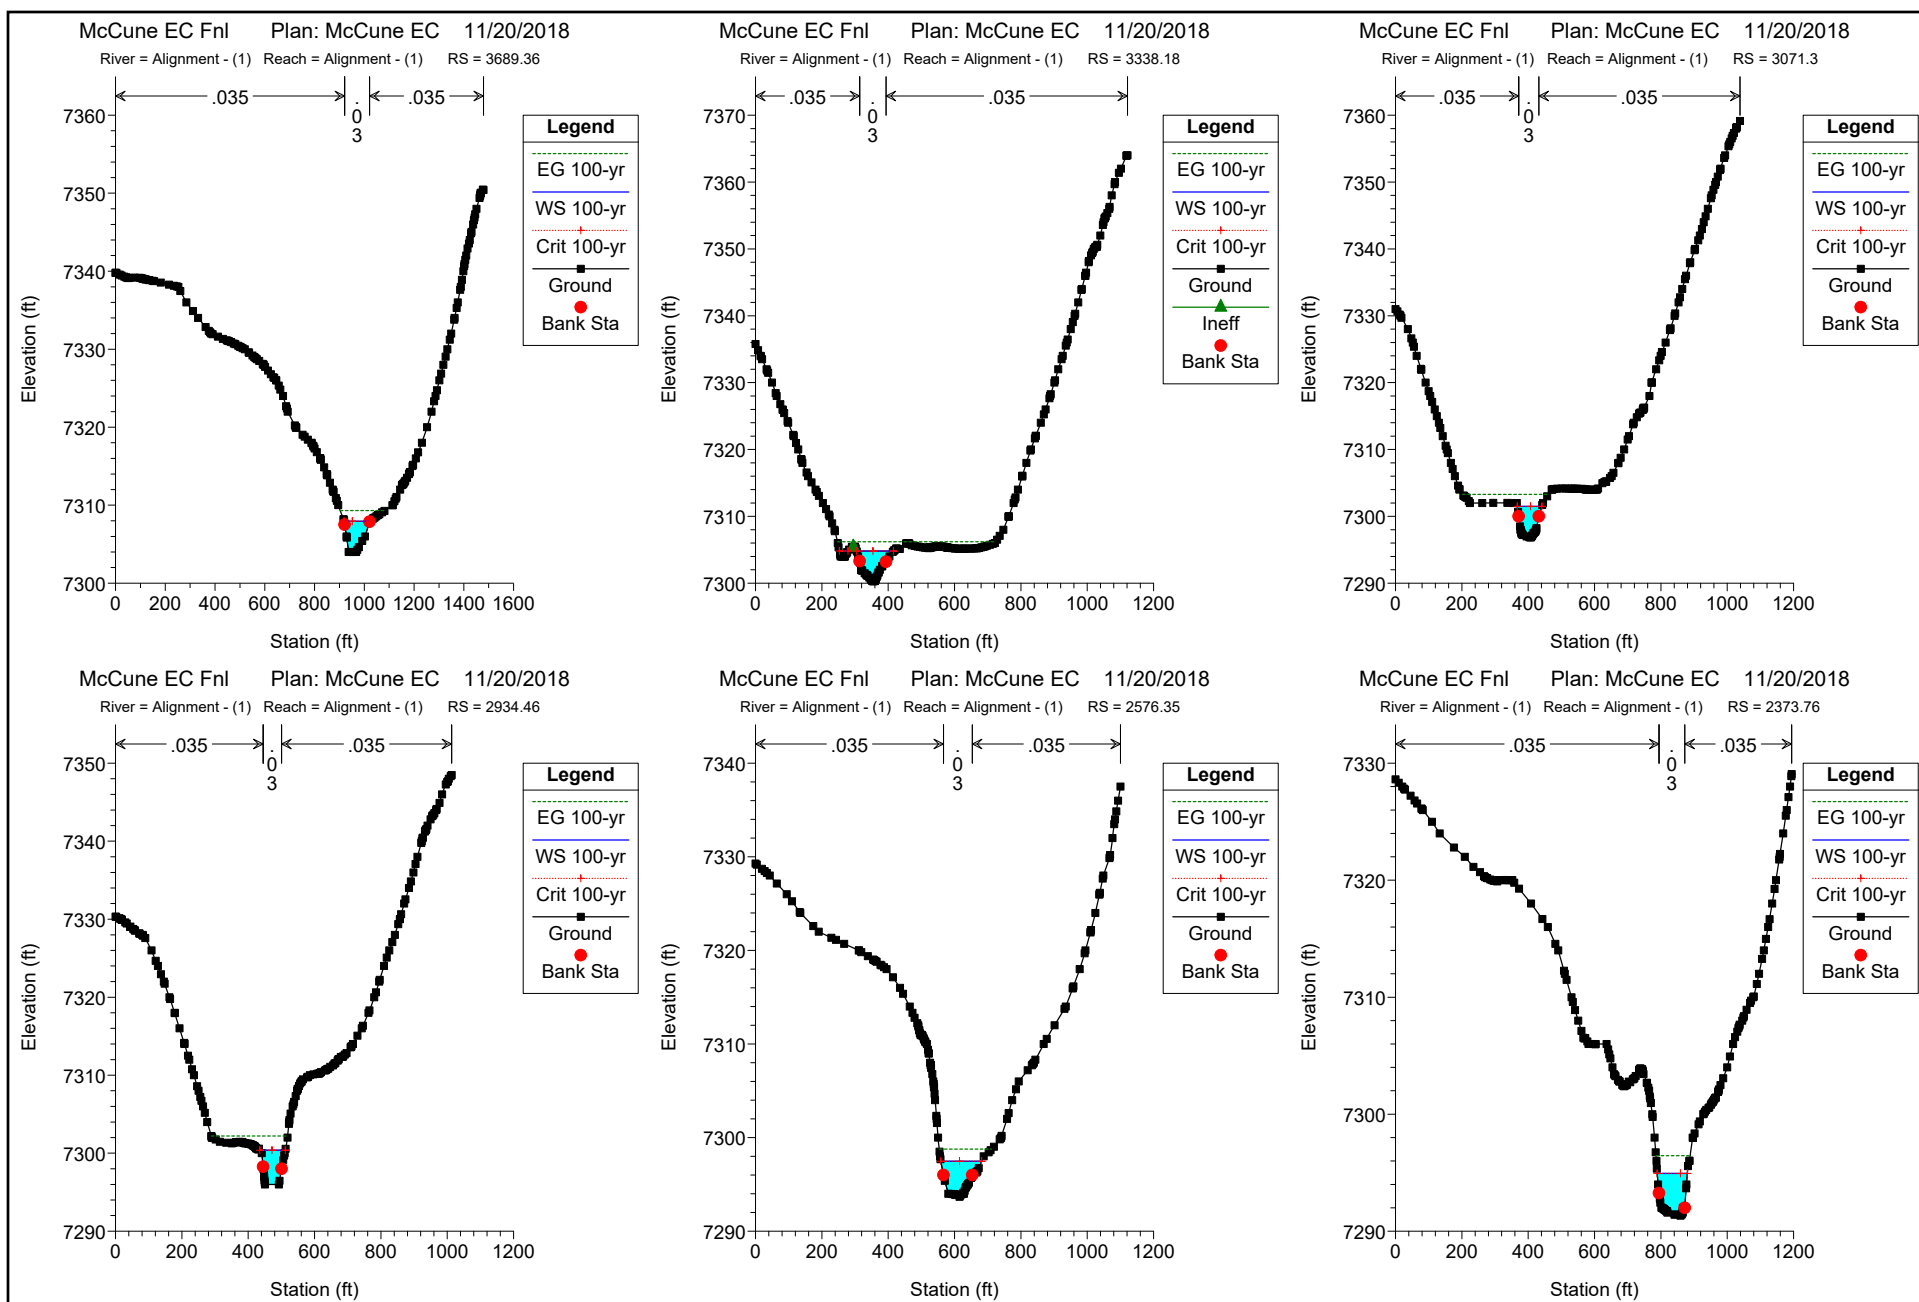 McCune EC Fnl Plan: McCune EC 11/20/2018
River = Alignment - (1) Reach = Alignment - (1) RS = 3689.36
.035 .035
.
0
3
7360
7350
7340
7330
7320
7310
7300
0 200 400 600 800 1000 1200 1400 1600
Station (ft)
Elevation (ft)
Legend
EG 100-yr
WS 100-yr
Crit 100-yr
Ground
Bank Sta
McCune EC Fnl Plan: McCune EC 11/20/2018
River = Alignment - (1) Reach = Alignment - (1) RS = 3338.18
.035 .035
.
0
3
7370
7360
7350
7340
7330
7320
7310
7300
0 200 400 600 800 1000 1200
Station (ft)
Elevation (ft)
Legend
EG 100-yr
WS 100-yr
Crit 100-yr
Ground
Ineff
Bank Sta
McCune EC Fnl Plan: McCune EC 11/20/2018
River = Alignment - (1) Reach = Alignment - (1) RS = 3071.3
.035 .035
.
0
3
7360
7350
7340
7330
7320
7310
7300
7290
0 200 400 600 800 1000 1200
Station (ft)
Elevation (ft)
Legend
EG 100-yr
WS 100-yr
Crit 100-yr
Ground
Bank Sta
McCune EC Fnl Plan: McCune EC 11/20/2018
River = Alignment - (1) Reach = Alignment - (1) RS = 2934.46
.035 .035
.
0
3
7350
7340
7330
7320
7310
7300
7290
0 200 400 600 800 1000 1200
Station (ft)
Elevation (ft)
Legend
EG 100-yr
WS 100-yr
Crit 100-yr
Ground
Bank Sta
McCune EC Fnl Plan: McCune EC 11/20/2018
River = Alignment - (1) Reach = Alignment - (1) RS = 2576.35
.035 .035
.
0
3
7340
7330
7320
7310
7300
7290
0 200 400 600 800 1000 1200
Station (ft)
Elevation (ft)
Legend
EG 100-yr
WS 100-yr
Crit 100-yr
Ground
Bank Sta
McCune EC Fnl Plan: McCune EC 11/20/2018
River = Alignment - (1) Reach = Alignment - (1) RS = 2373.76
.035 .035
.
0
3
7330
7320
7310
7300
7290
0 200 400 600 800 1000 1200
Station (ft)
Elevation (ft)
Legend
EG 100-yr
WS 100-yr
Crit 100-yr
Ground
Bank Sta